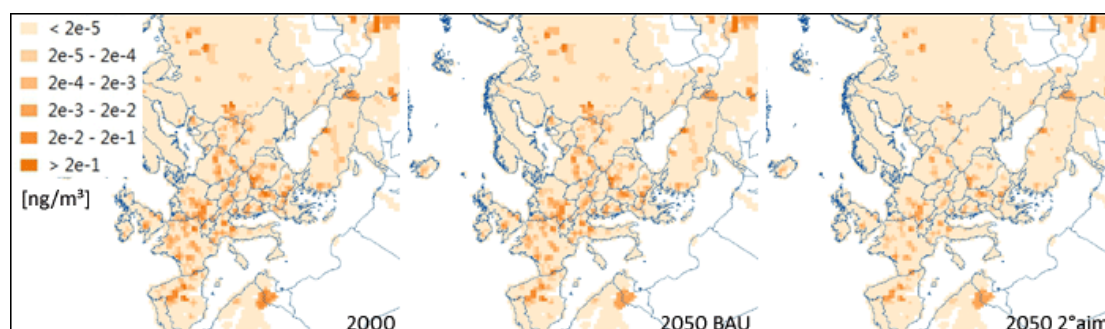 < 2e-5
2e-5 - 2e-4
2e-4 - 2e-3
2e-3 - 2e-2
2e-2 - 2e-1
> 2e-1
[ng/m³]
2000
2050 BAU
2050 2°aim